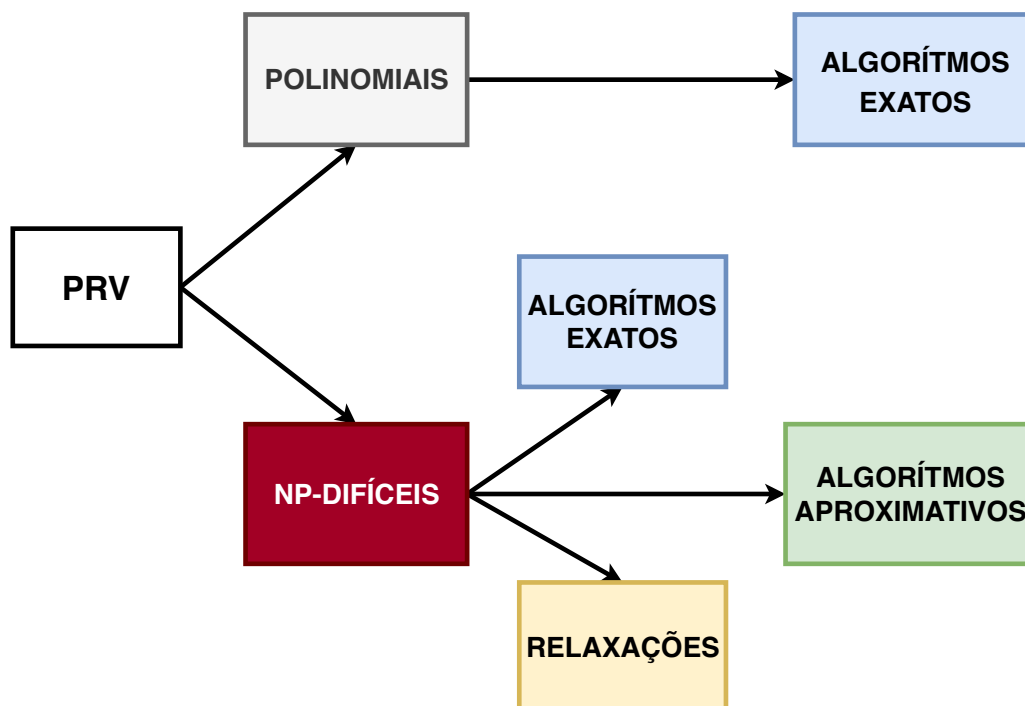 POLINOMIAIS
ALGORÍTMOS
EXATOS
PRV
ALGORÍTMOS
EXATOS
NP-DIFÍCEIS
ALGORÍTMOS
APROXIMATIVOS
RELAXAÇÕES